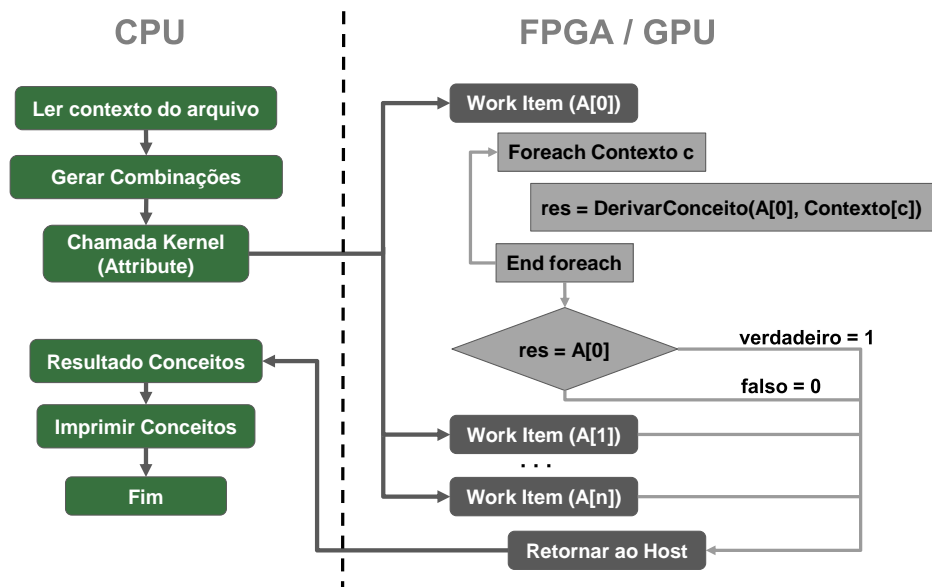 CPU
FPGA / GPU
Ler contexto do arquivo
Gerar Combinações
Chamada Kernel
(Attribute)
Resultado Conceitos
Imprimir Conceitos
Fim
Work Item (A[0])
Foreach Contexto c
res = DerivarConceito(A[0], Contexto[c])
End foreach
res = A[0]
verdadeiro = 1
falso = 0
Work Item (A[1])
. . .
Work Item (A[n])
Retornar ao Host